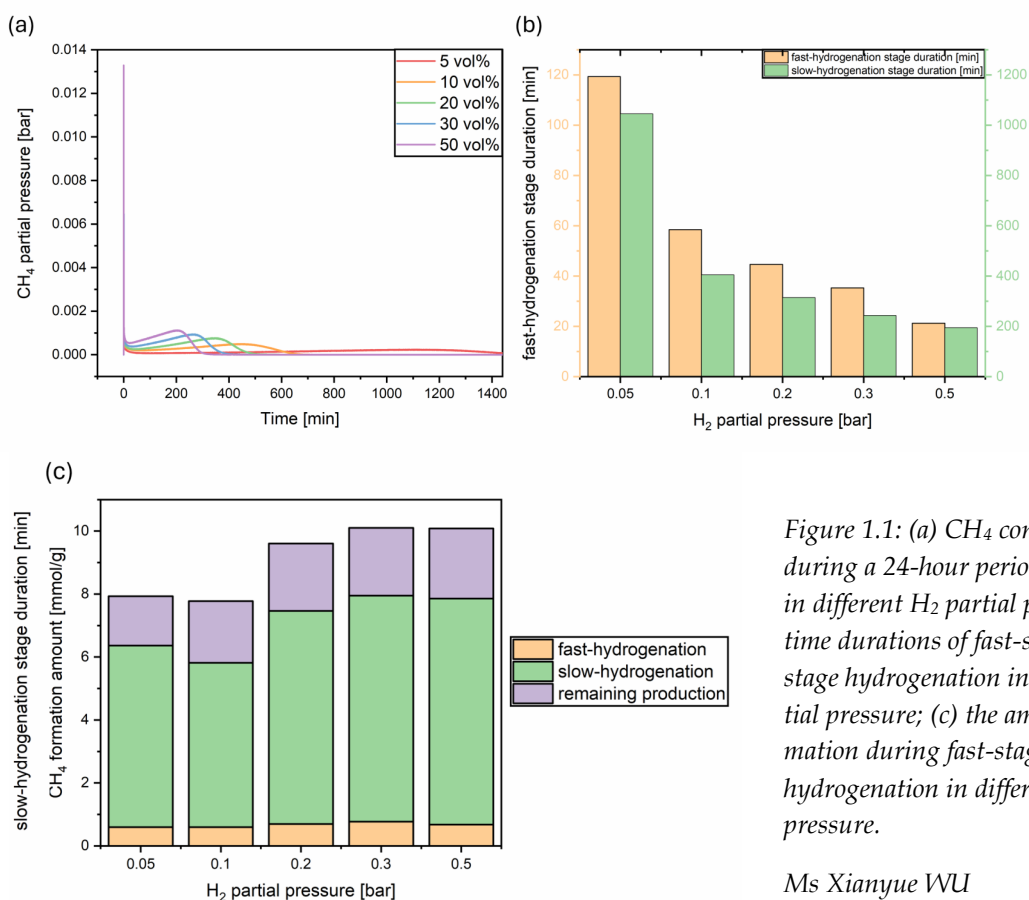 (a)
CH4 partial pressure [bar]
0.014
0.012
0.010
0.008
0.006
0.004
0.002
0.000
5 vol%
10 vol%
20 vol%
30 vol%
50 vol%
0 200 400 600 800 1000 1200 1400
Time [min]
(b)
fast-hydrogenation stage duration [min]
120
100
80
60
40
20
0
fast-hydrogenation stage duration [min]
slow-hydrogenation stage duration [min]
1200
1000
800
600
400
200
0
0.05 0.1 0.2 0.3 0.5
H2 partial pressure [bar]
(c)
slow-hydrogenation stage duration [min]
CH4 formation amount [mmol/g]
10
8
6
4
2
0
0.05 0.1 0.2 0.3 0.5
H2 partial pressure [bar]
fast-hydrogenation
slow-hydrogenation
remaining production
Figure 1.1: (a) CH4 con
during a 24-hour period
in different H2 partial p
time durations of fast-s
stage hydrogenation in
tial pressure; (c) the am
mation during fast-stag
hydrogenation in differe
pressure.
Ms Xianyue WU